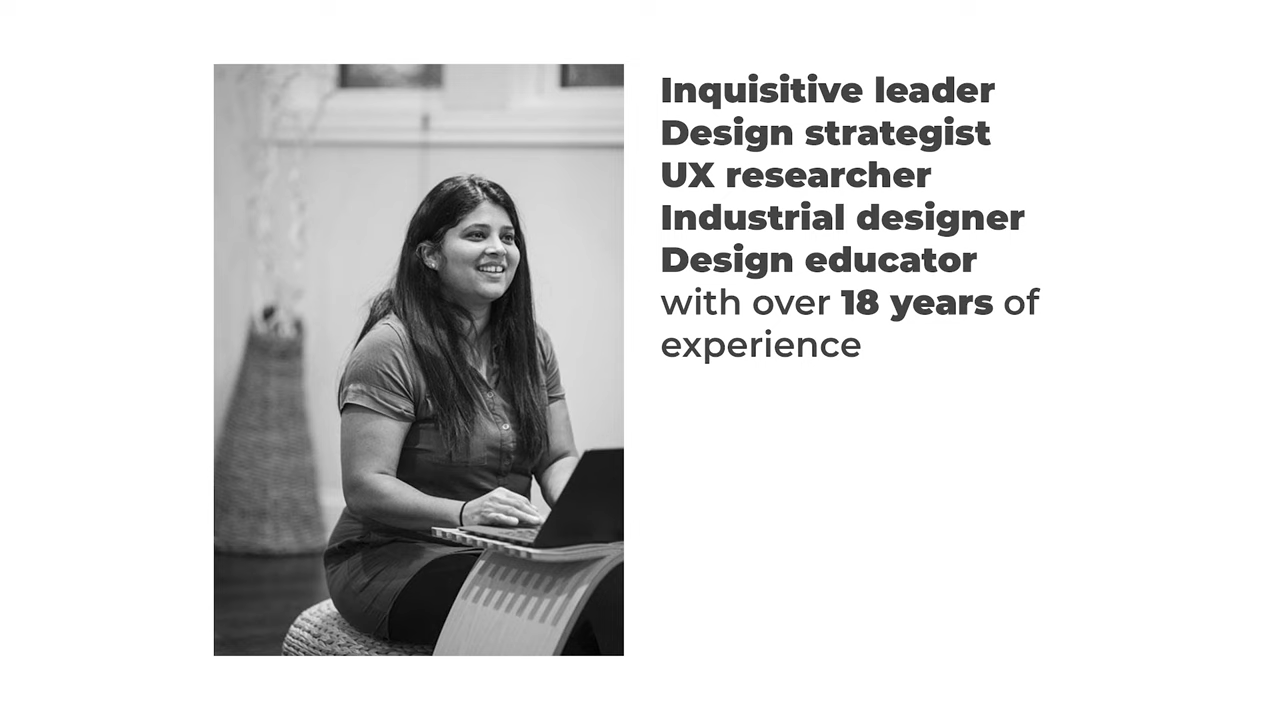 Inquisitive leader
Design strategist
UX researcher
Industrial designer
Design educator
with over 18 years of
experience